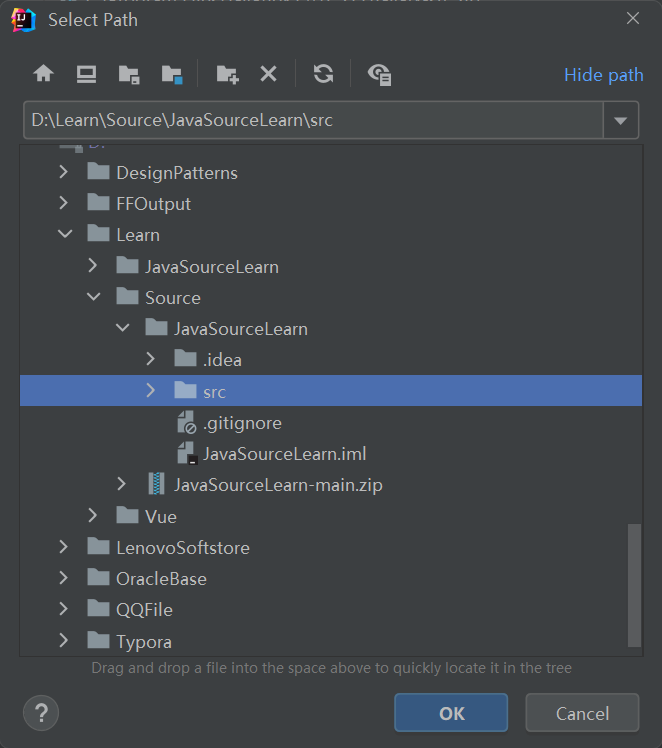 Select Path
Hide path
D:\Learn\Source\JavaSourceLearn\src
D:
DesignPatterns
FFOutput
Learn
JavaSourceLearn
Source
JavaSourceLearn
.idea
src
.gitignore
JavaSourceLearn.iml
JavaSourceLearn-main.zip
Vue
LenovoSoftstore
OracleBase
QQFile
Typora
Drag and drop a file into the space above to quickly locate it in the tree
?
OK
Cancel